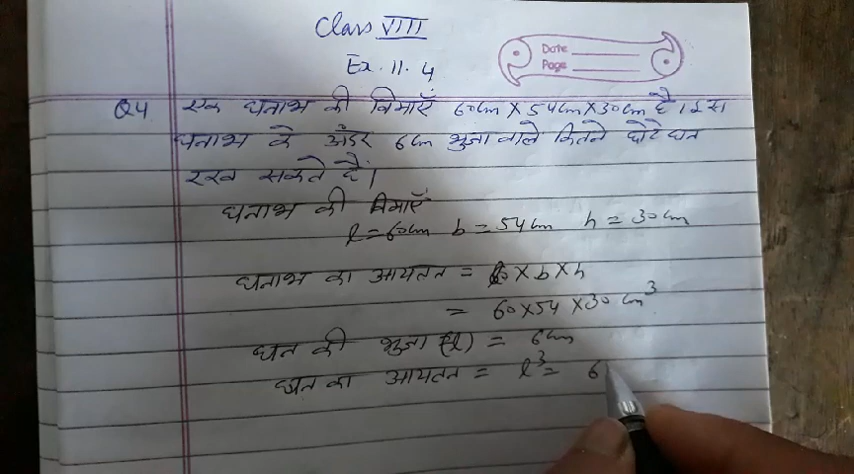 Class VIII
Ex. 11.4
Date
Page
Q4 एक घनाभ की विमाएँ 60cm × 54cm × 30cm है। इस
घनाभ के अंदर 6cm भुजा वाले कितने छोटे घन
रख सकते हैं।
घनाभ की विमाएँ
l = 60cm b = 54cm h = 30cm
घनाभ का आयतन = l × b × h
= 60 × 54 × 30 cm³
घन की भुजा (l) = 6cm
घन का आयतन = l³ = 6